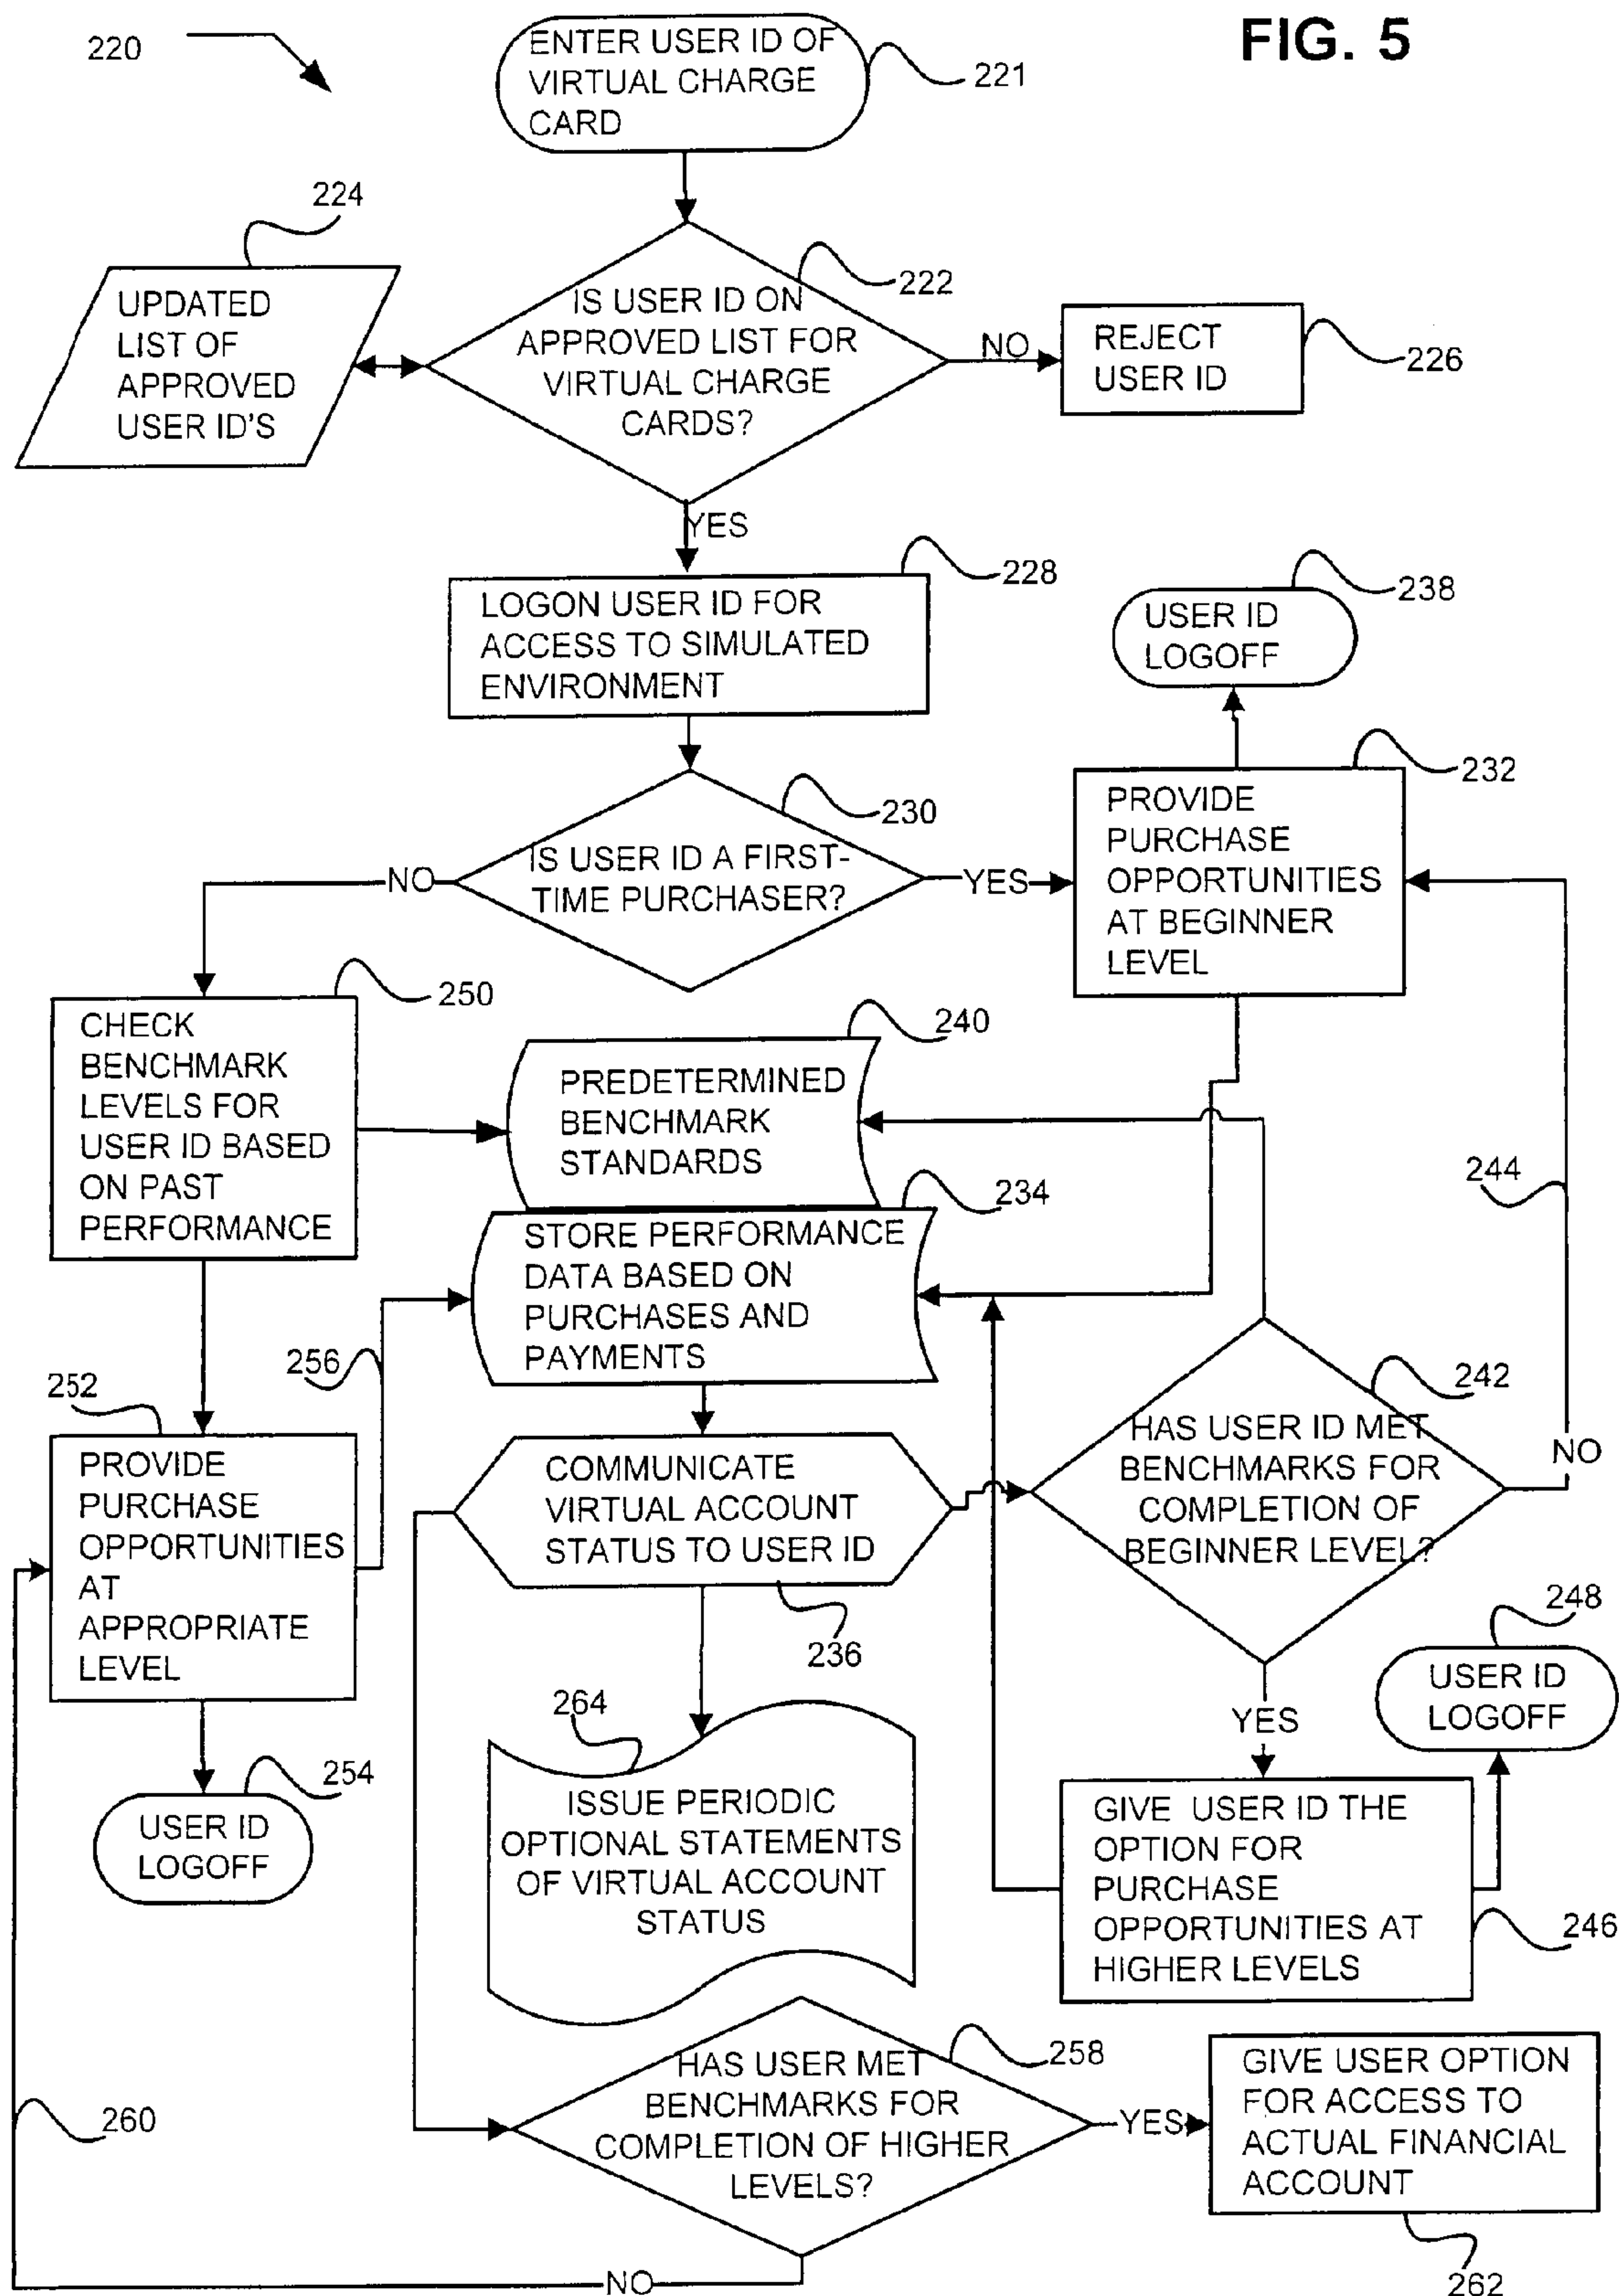 FIG. 5
220
ENTER USER ID OF
VIRTUAL CHARGE
CARD
221
224
UPDATED
LIST OF
APPROVED
USER ID'S
222
IS USER ID ON
APPROVED LIST FOR
VIRTUAL CHARGE
CARDS?
NO
REJECT
USER ID
226
YES
228
LOGON USER ID FOR
ACCESS TO SIMULATED
ENVIRONMENT
238
USER ID
LOGOFF
230
IS USER ID A FIRST-
TIME PURCHASER?
NO
YES
232
PROVIDE
PURCHASE
OPPORTUNITIES
AT BEGINNER
LEVEL
250
CHECK
BENCHMARK
LEVELS FOR
USER ID BASED
ON PAST
PERFORMANCE
240
PREDETERMINED
BENCHMARK
STANDARDS
234
STORE PERFORMANCE
DATA BASED ON
PURCHASES AND
PAYMENTS
244
256
252
PROVIDE
PURCHASE
OPPORTUNITIES
AT
APPROPRIATE
LEVEL
COMMUNICATE
VIRTUAL ACCOUNT
STATUS TO USER ID
236
242
HAS USER ID MET
BENCHMARKS FOR
COMPLETION OF
BEGINNER LEVEL?
NO
YES
248
USER ID
LOGOFF
254
USER ID
LOGOFF
264
ISSUE PERIODIC
OPTIONAL STATEMENTS
OF VIRTUAL ACCOUNT
STATUS
GIVE USER ID THE
OPTION FOR
PURCHASE
OPPORTUNITIES AT
HIGHER LEVELS
246
258
HAS USER MET
BENCHMARKS FOR
COMPLETION OF HIGHER
LEVELS?
YES
GIVE USER OPTION
FOR ACCESS TO
ACTUAL FINANCIAL
ACCOUNT
260
NO
262